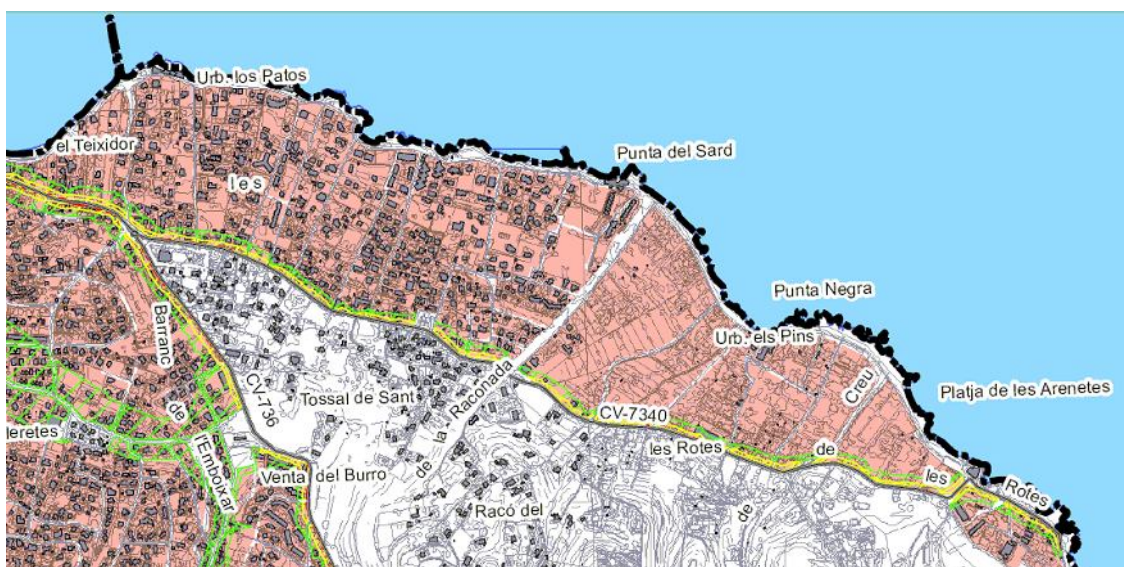 Urb. los Patos
el Teixidor
Punta del Sard
les
Punta Negra
Urb. els Pins
Barranc
de
l'Emboixar
CV-736
Tossal de Sant
de la Raconada
Creu
Platja de les Arenetes
CV-7340
les Rotes
de
les
Rotes
leretes
Venta del Burro
Racó del
de